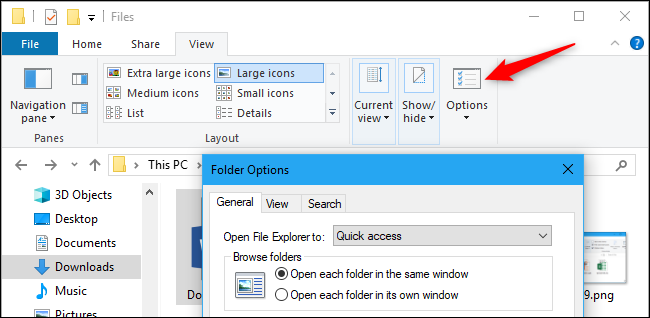 Files
File Home Share View
Navigation pane
Panes
Extra large icons
Large icons
Medium icons
Small icons
List
Details
Layout
Current view
Show/ hide
Options
This PC
3D Objects
Desktop
Documents
Downloads
Music
Pictures
Folder Options
General View Search
Open File Explorer to: Quick access
Browse folders
Open each folder in the same window
Open each folder in its own window
9.png